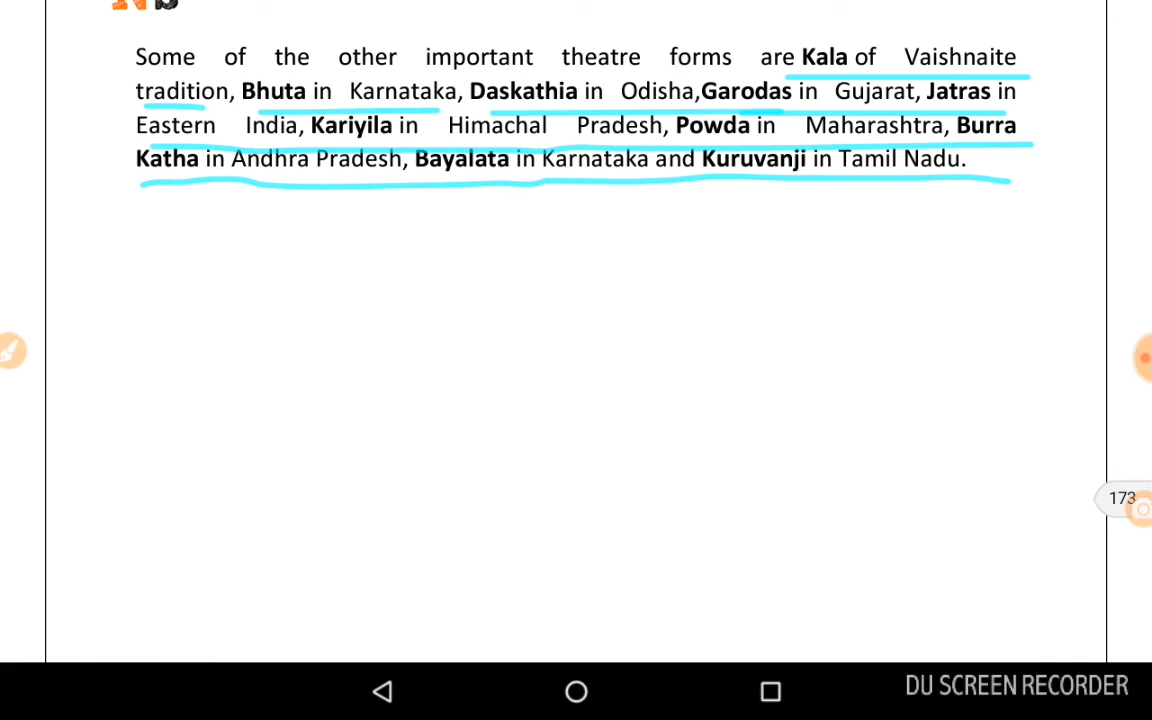 Some of the other important theatre forms are Kala of Vaishnaite
tradition, Bhuta in Karnataka, Daskathia in Odisha,Garodas in Gujarat, Jatras in
Eastern India, Kariyila in Himachal Pradesh, Powda in Maharashtra, Burra
Katha in Andhra Pradesh, Bayalata in Karnataka and Kuruvanji in Tamil Nadu.
173
DU SCREEN RECORDER